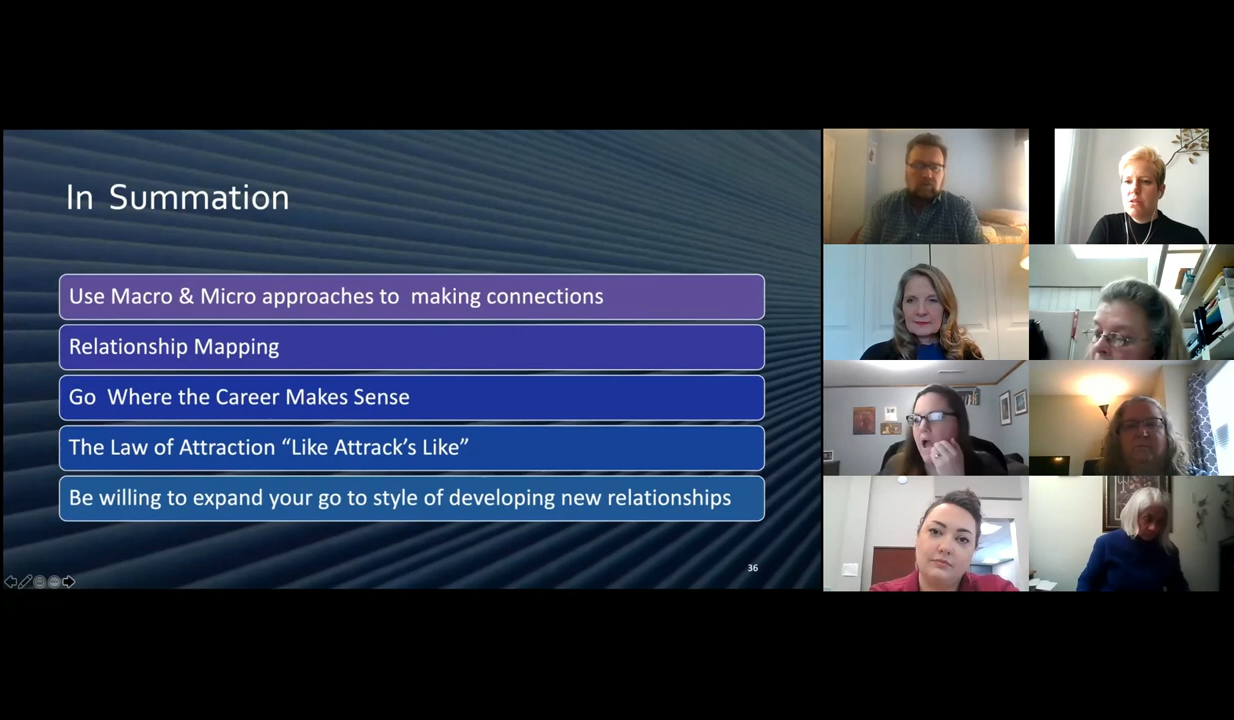 In Summation
Use Macro & Micro approaches to making connections
Relationship Mapping
Go Where the Career Makes Sense
The Law of Attraction “Like Attrack’s Like”
Be willing to expand your go to style of developing new relationships
36